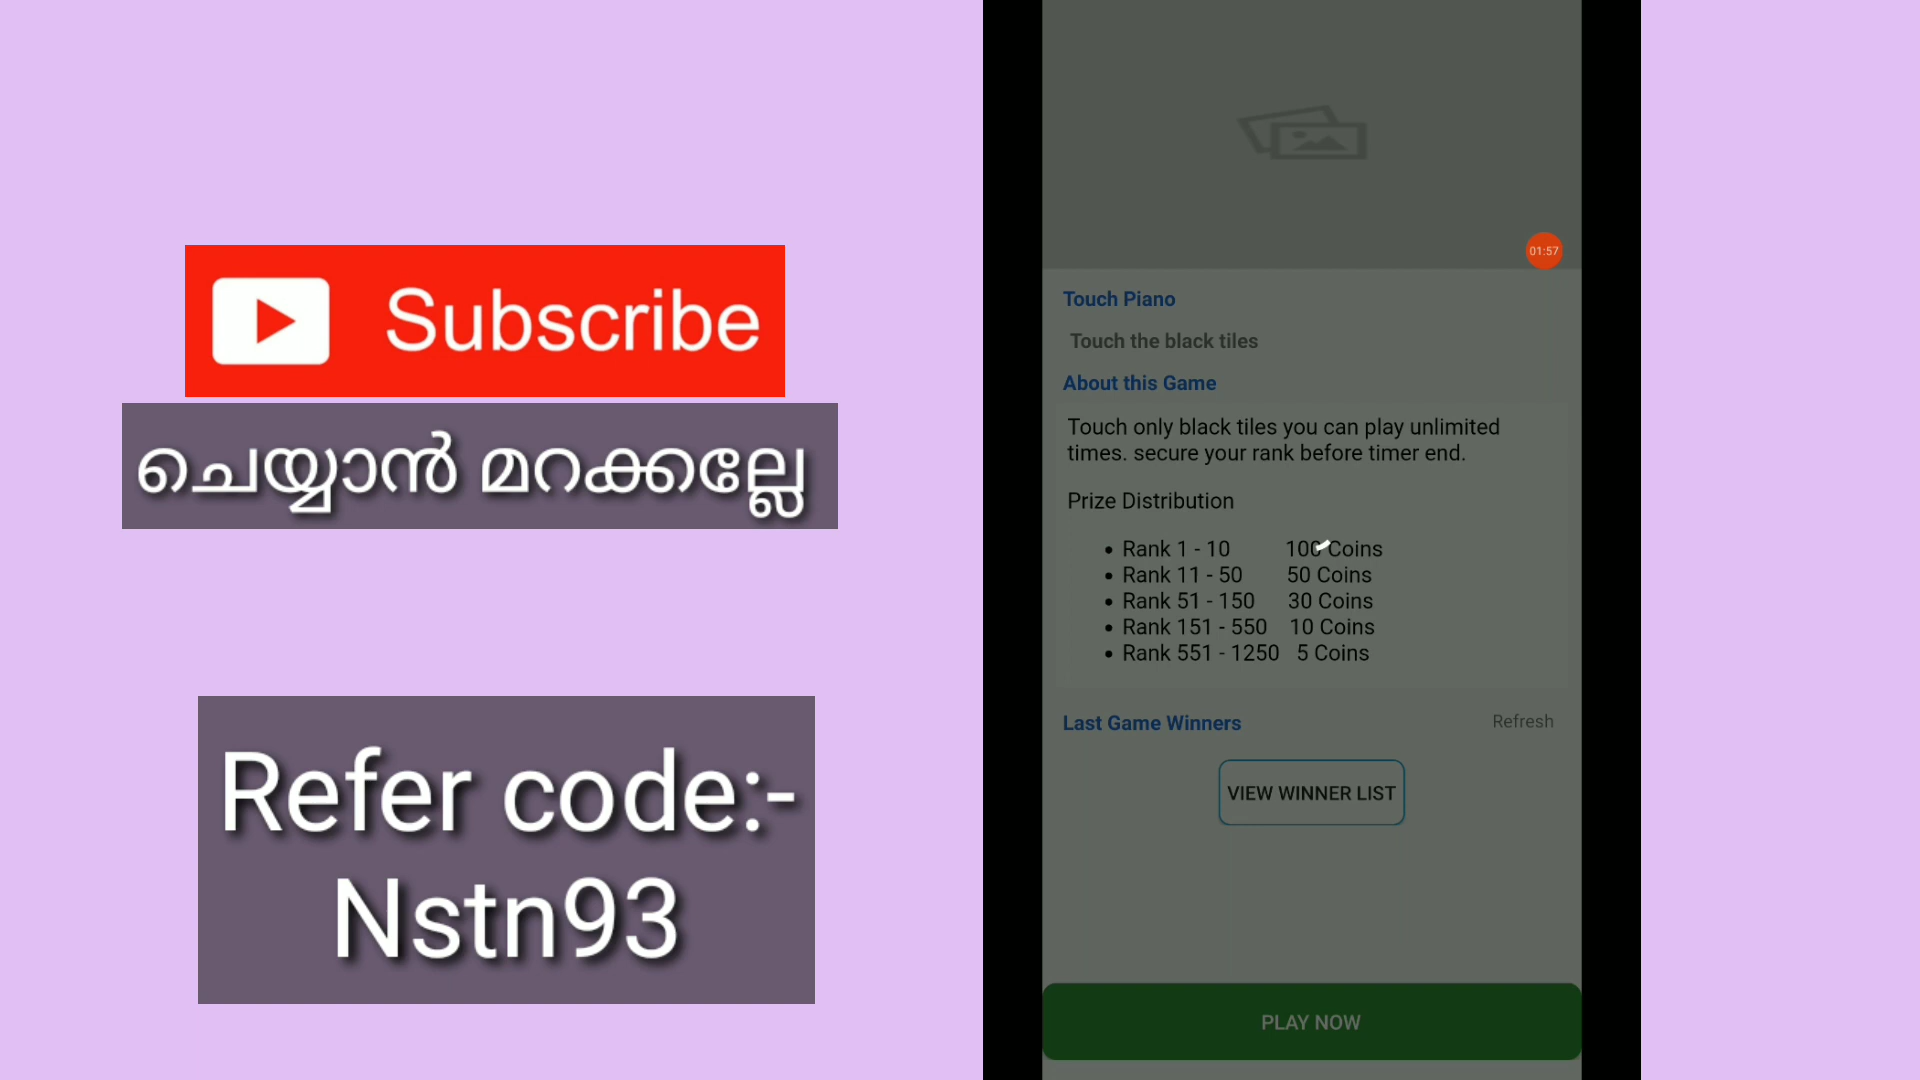 Subscribe
ചെയ്യാൻ മറക്കല്ലേ
Refer code:-
Nstn93
01:57
Touch Piano
Touch the black tiles
About this Game
Touch only black tiles you can play unlimited
times. secure your rank before timer end.
Prize Distribution
Rank 1 - 10 100 Coins
Rank 11 - 50 50 Coins
Rank 51 - 150 30 Coins
Rank 151 - 550 10 Coins
Rank 551 - 1250 5 Coins
Last Game Winners Refresh
VIEW WINNER LIST
PLAY NOW